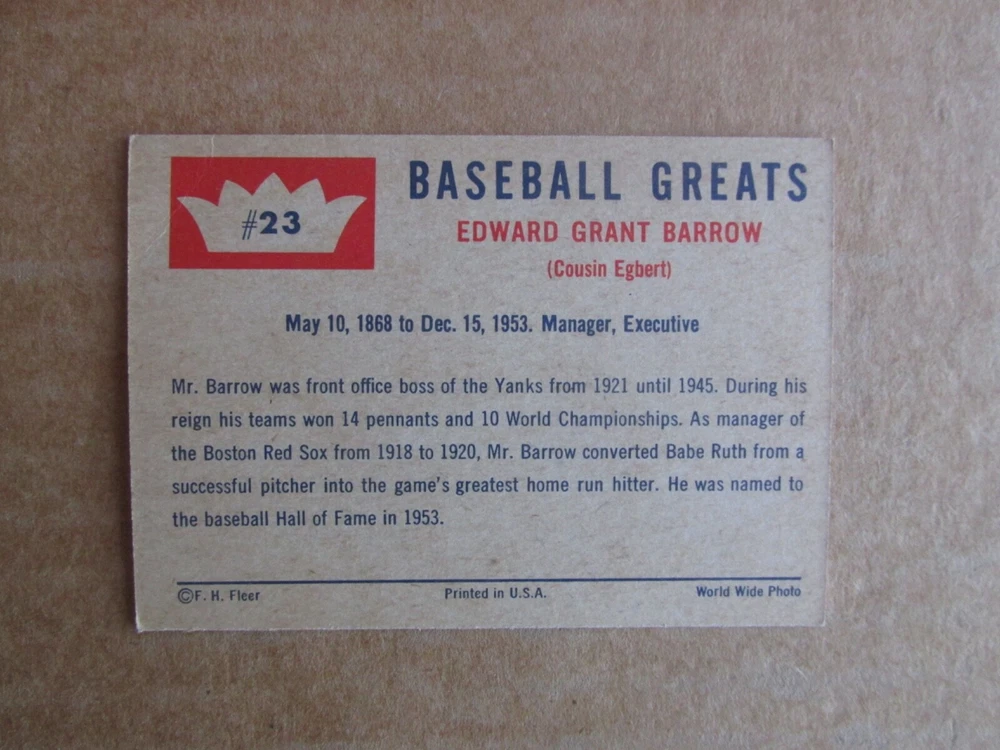 #23
BASEBALL GREATS
EDWARD GRANT BARROW
(Cousin Egbert)
May 10, 1868 to Dec. 15, 1953. Manager, Executive
Mr. Barrow was front office boss of the Yanks from 1921 until 1945. During his
reign his teams won 14 pennants and 10 World Championships. As manager of
the Boston Red Sox from 1918 to 1920, Mr. Barrow converted Babe Ruth from a
successful pitcher into the game's greatest home run hitter. He was named to
the baseball Hall of Fame in 1953.
©F. H. Fleer Printed in U.S.A. World Wide Photo